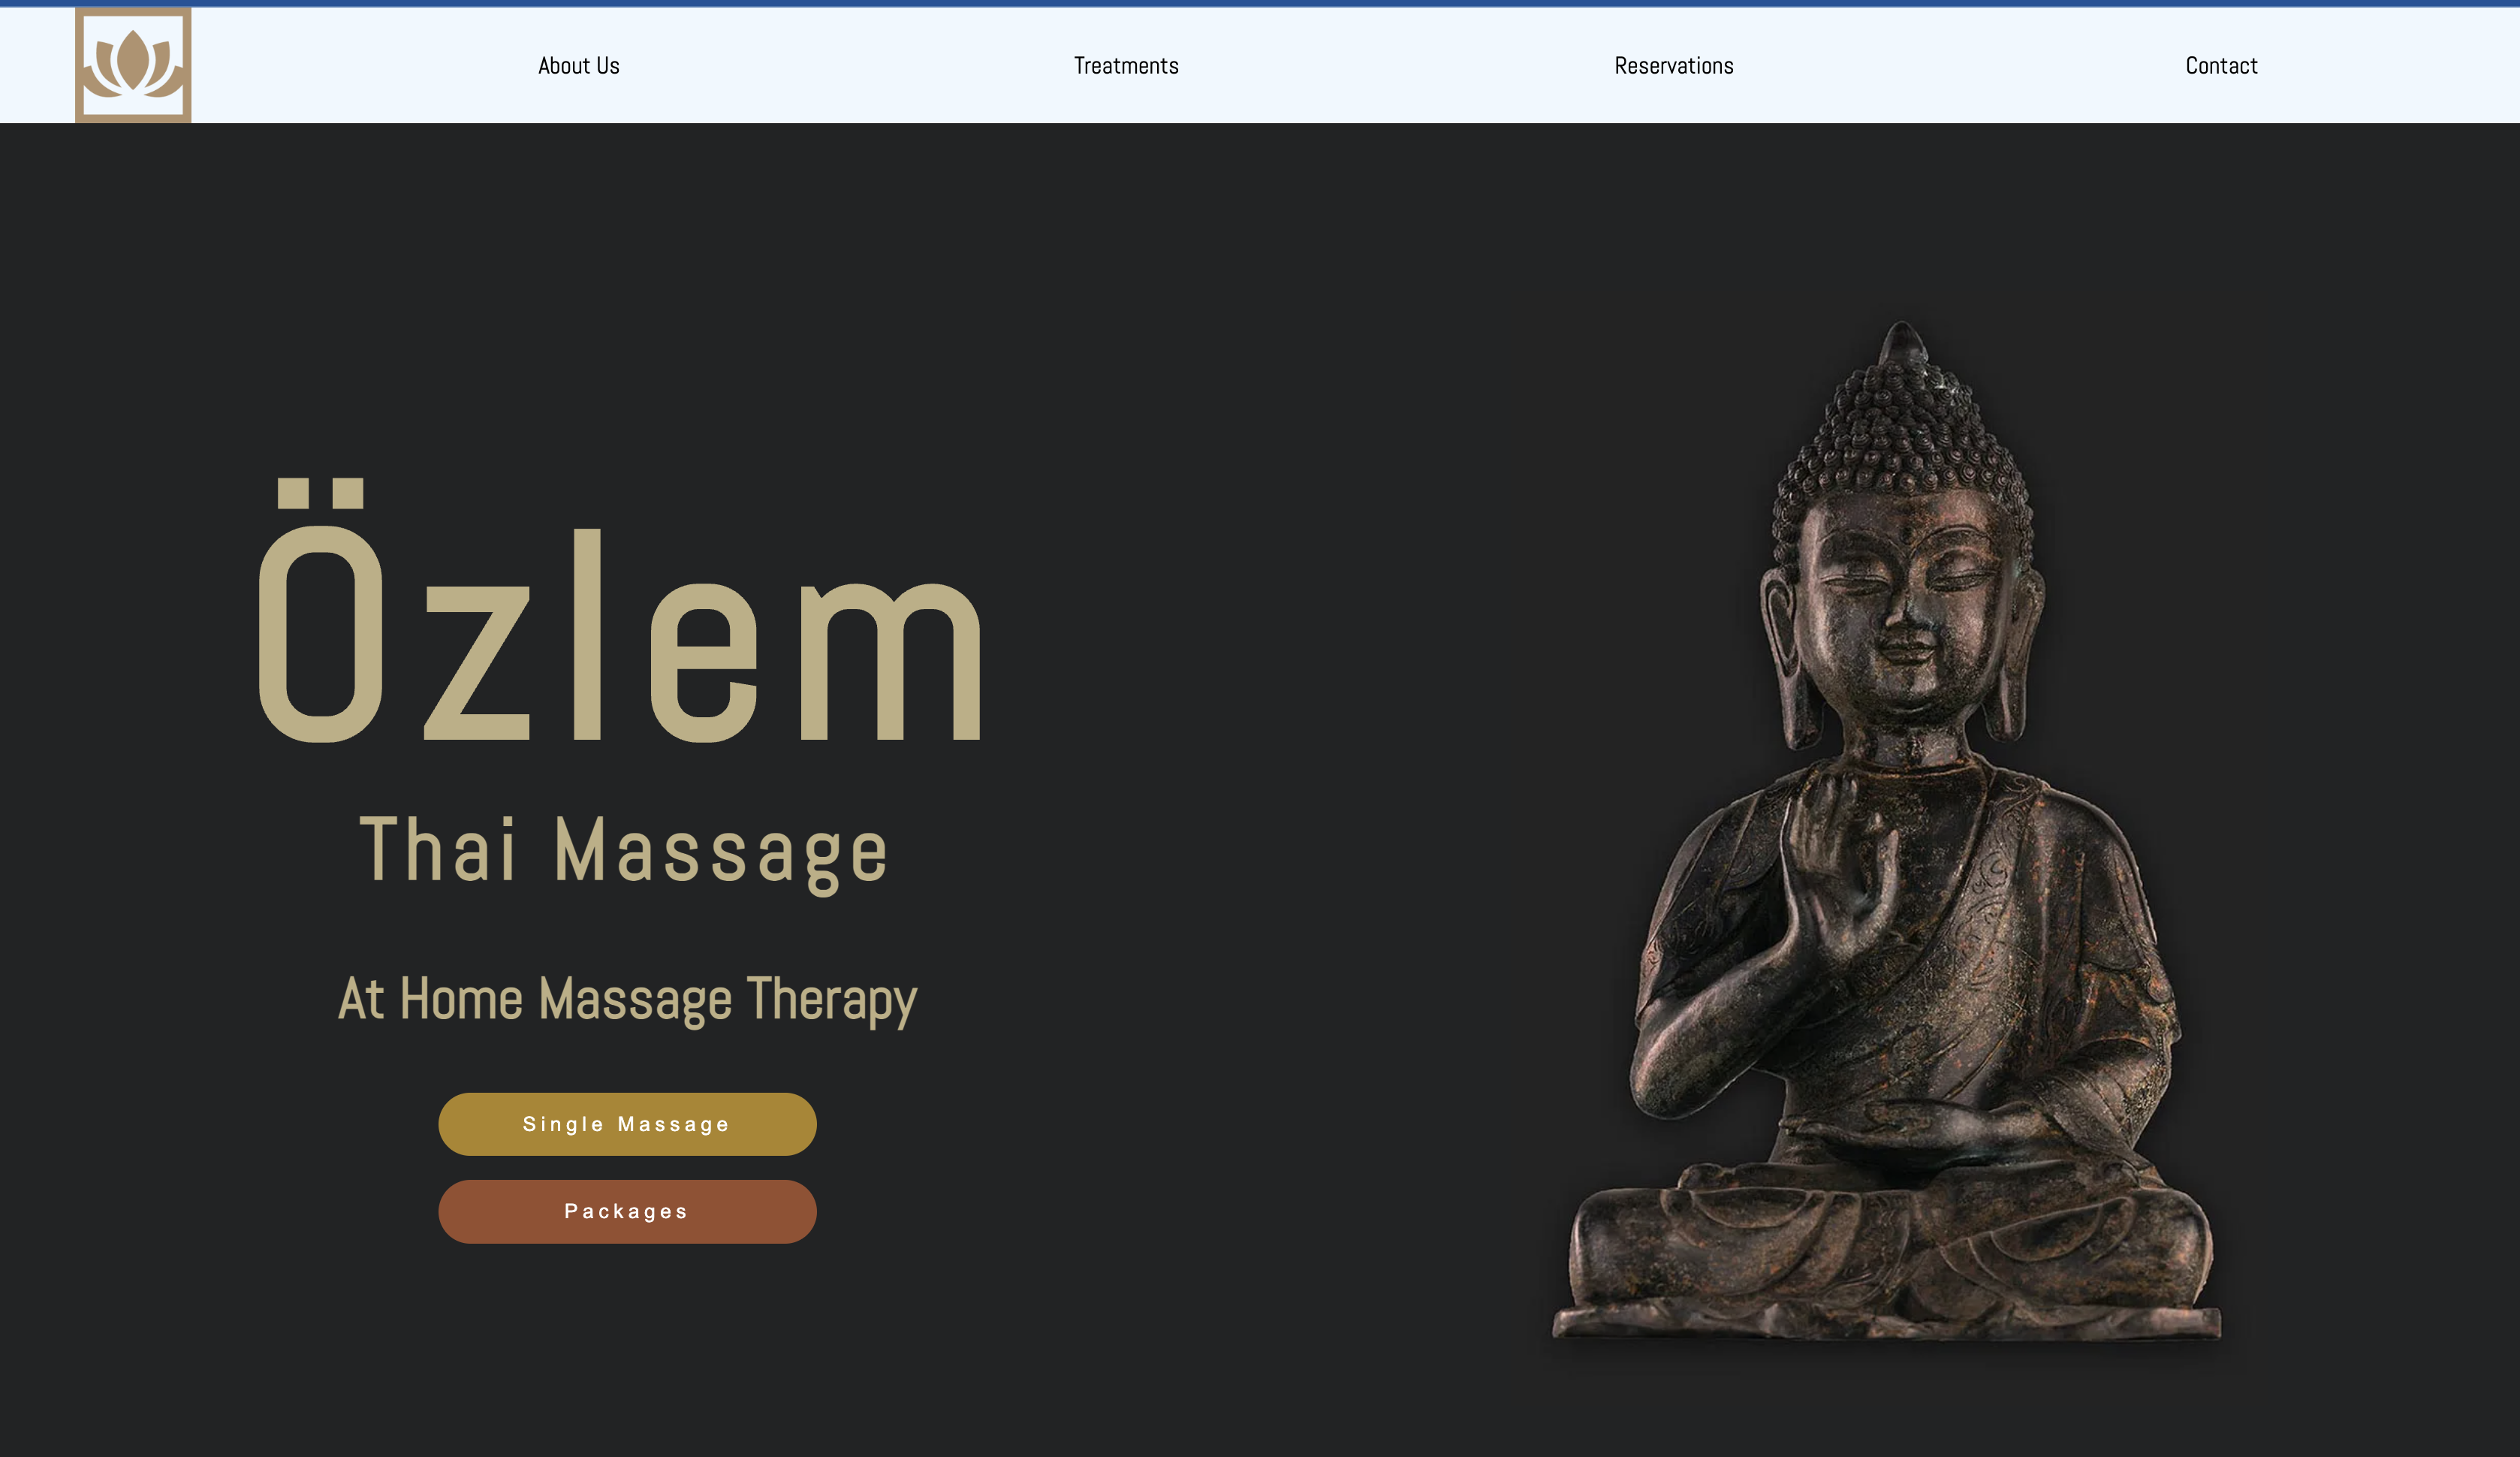 About Us
Treatments
Reservations
Contact
Özlem
Thai Massage
At Home Massage Therapy
Single Massage
Packages